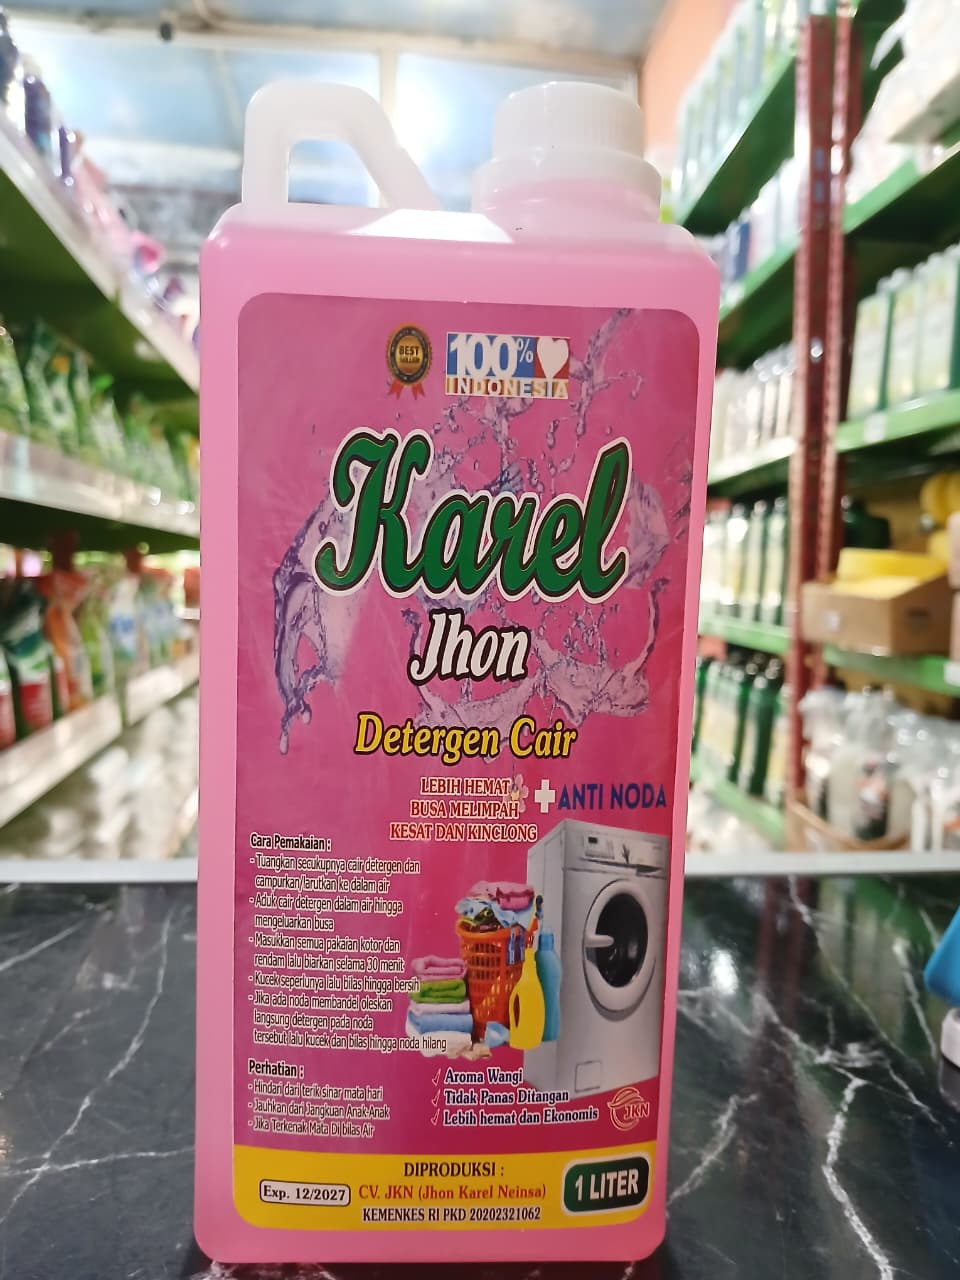 BEST
SELLER
100%
INDONESIA
Karel
Jhon
Detergen Cair
LEBIH HEMAT
BUSA MELIMPAH
KESAT DAN KINCLONG
+ ANTI NODA
Cara Pemakaian :
- Tuangkan secukupnya cair detergen dan
campurkan/larutkan ke dalam air
- Aduk cair detergen dalam air hingga
mengeluarkan busa
- Masukkan semua pakaian kotor dan
rendam lalu biarkan selama 30 menit
- Kucek seperlunya lalu bilas hingga bersih
- Jika ada noda membandel oleskan
langsung detergen pada noda
tersebut lalu kucek dan bilas hingga noda hilang
Perhatian :
- Hindari dari terik sinar mata hari
- Jauhkan dari Jangkuan Anak-Anak
- Jika Terkenak Mata Di bilas Air
✓ Aroma Wangi
✓ Tidak Panas Ditangan
✓ Lebih hemat dan Ekonomis
JKN
DIPRODUKSI :
Exp. 12/2027
CV. JKN (Jhon Karel Neinsa)
KEMENKES RI PKD 20202321062
1 LITER